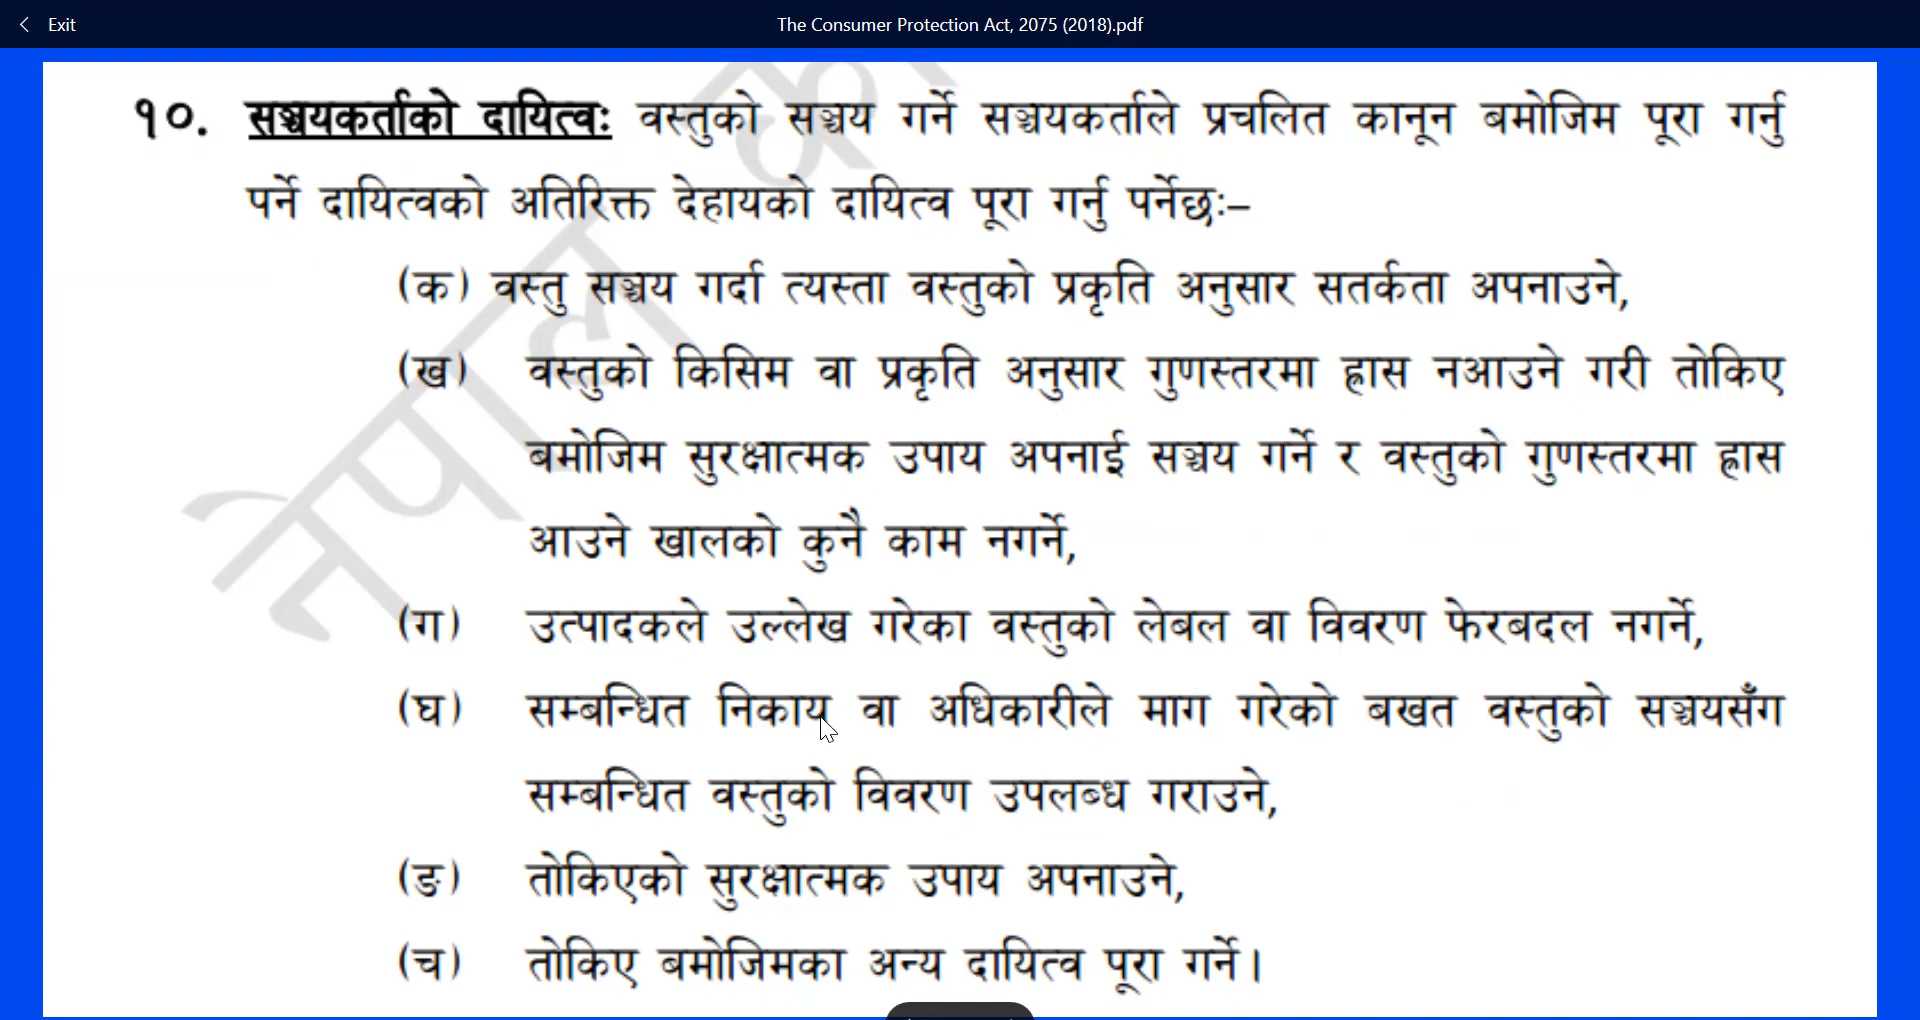 Exit
The Consumer Protection Act, 2075 (2018).pdf
१०. सञ्चयकर्ताको दायित्वः वस्तुको सञ्चय गर्ने सञ्चयकर्ताले प्रचलित कानून बमोजिम पूरा गर्नु
पर्ने दायित्वको अतिरिक्त देहायको दायित्व पूरा गर्नु पर्नेछः–
(क) वस्तु सञ्चय गर्दा त्यस्ता वस्तुको प्रकृति अनुसार सतर्कता अपनाउने,
(ख) वस्तुको किसिम वा प्रकृति अनुसार गुणस्तरमा ह्रास नआउने गरी तोकिए
बमोजिम सुरक्षात्मक उपाय अपनाई सञ्चय गर्ने र वस्तुको गुणस्तरमा ह्रास
आउने खालको कुनै काम नगर्ने,
(ग) उत्पादकले उल्लेख गरेका वस्तुको लेबल वा विवरण फेरबदल नगर्ने,
(घ) सम्बन्धित निकाय वा अधिकारीले माग गरेको बखत वस्तुको सञ्चयसँग
सम्बन्धित वस्तुको विवरण उपलब्ध गराउने,
(ङ) तोकिएको सुरक्षात्मक उपाय अपनाउने,
(च) तोकिए बमोजिमका अन्य दायित्व पूरा गर्ने।
नेपाल